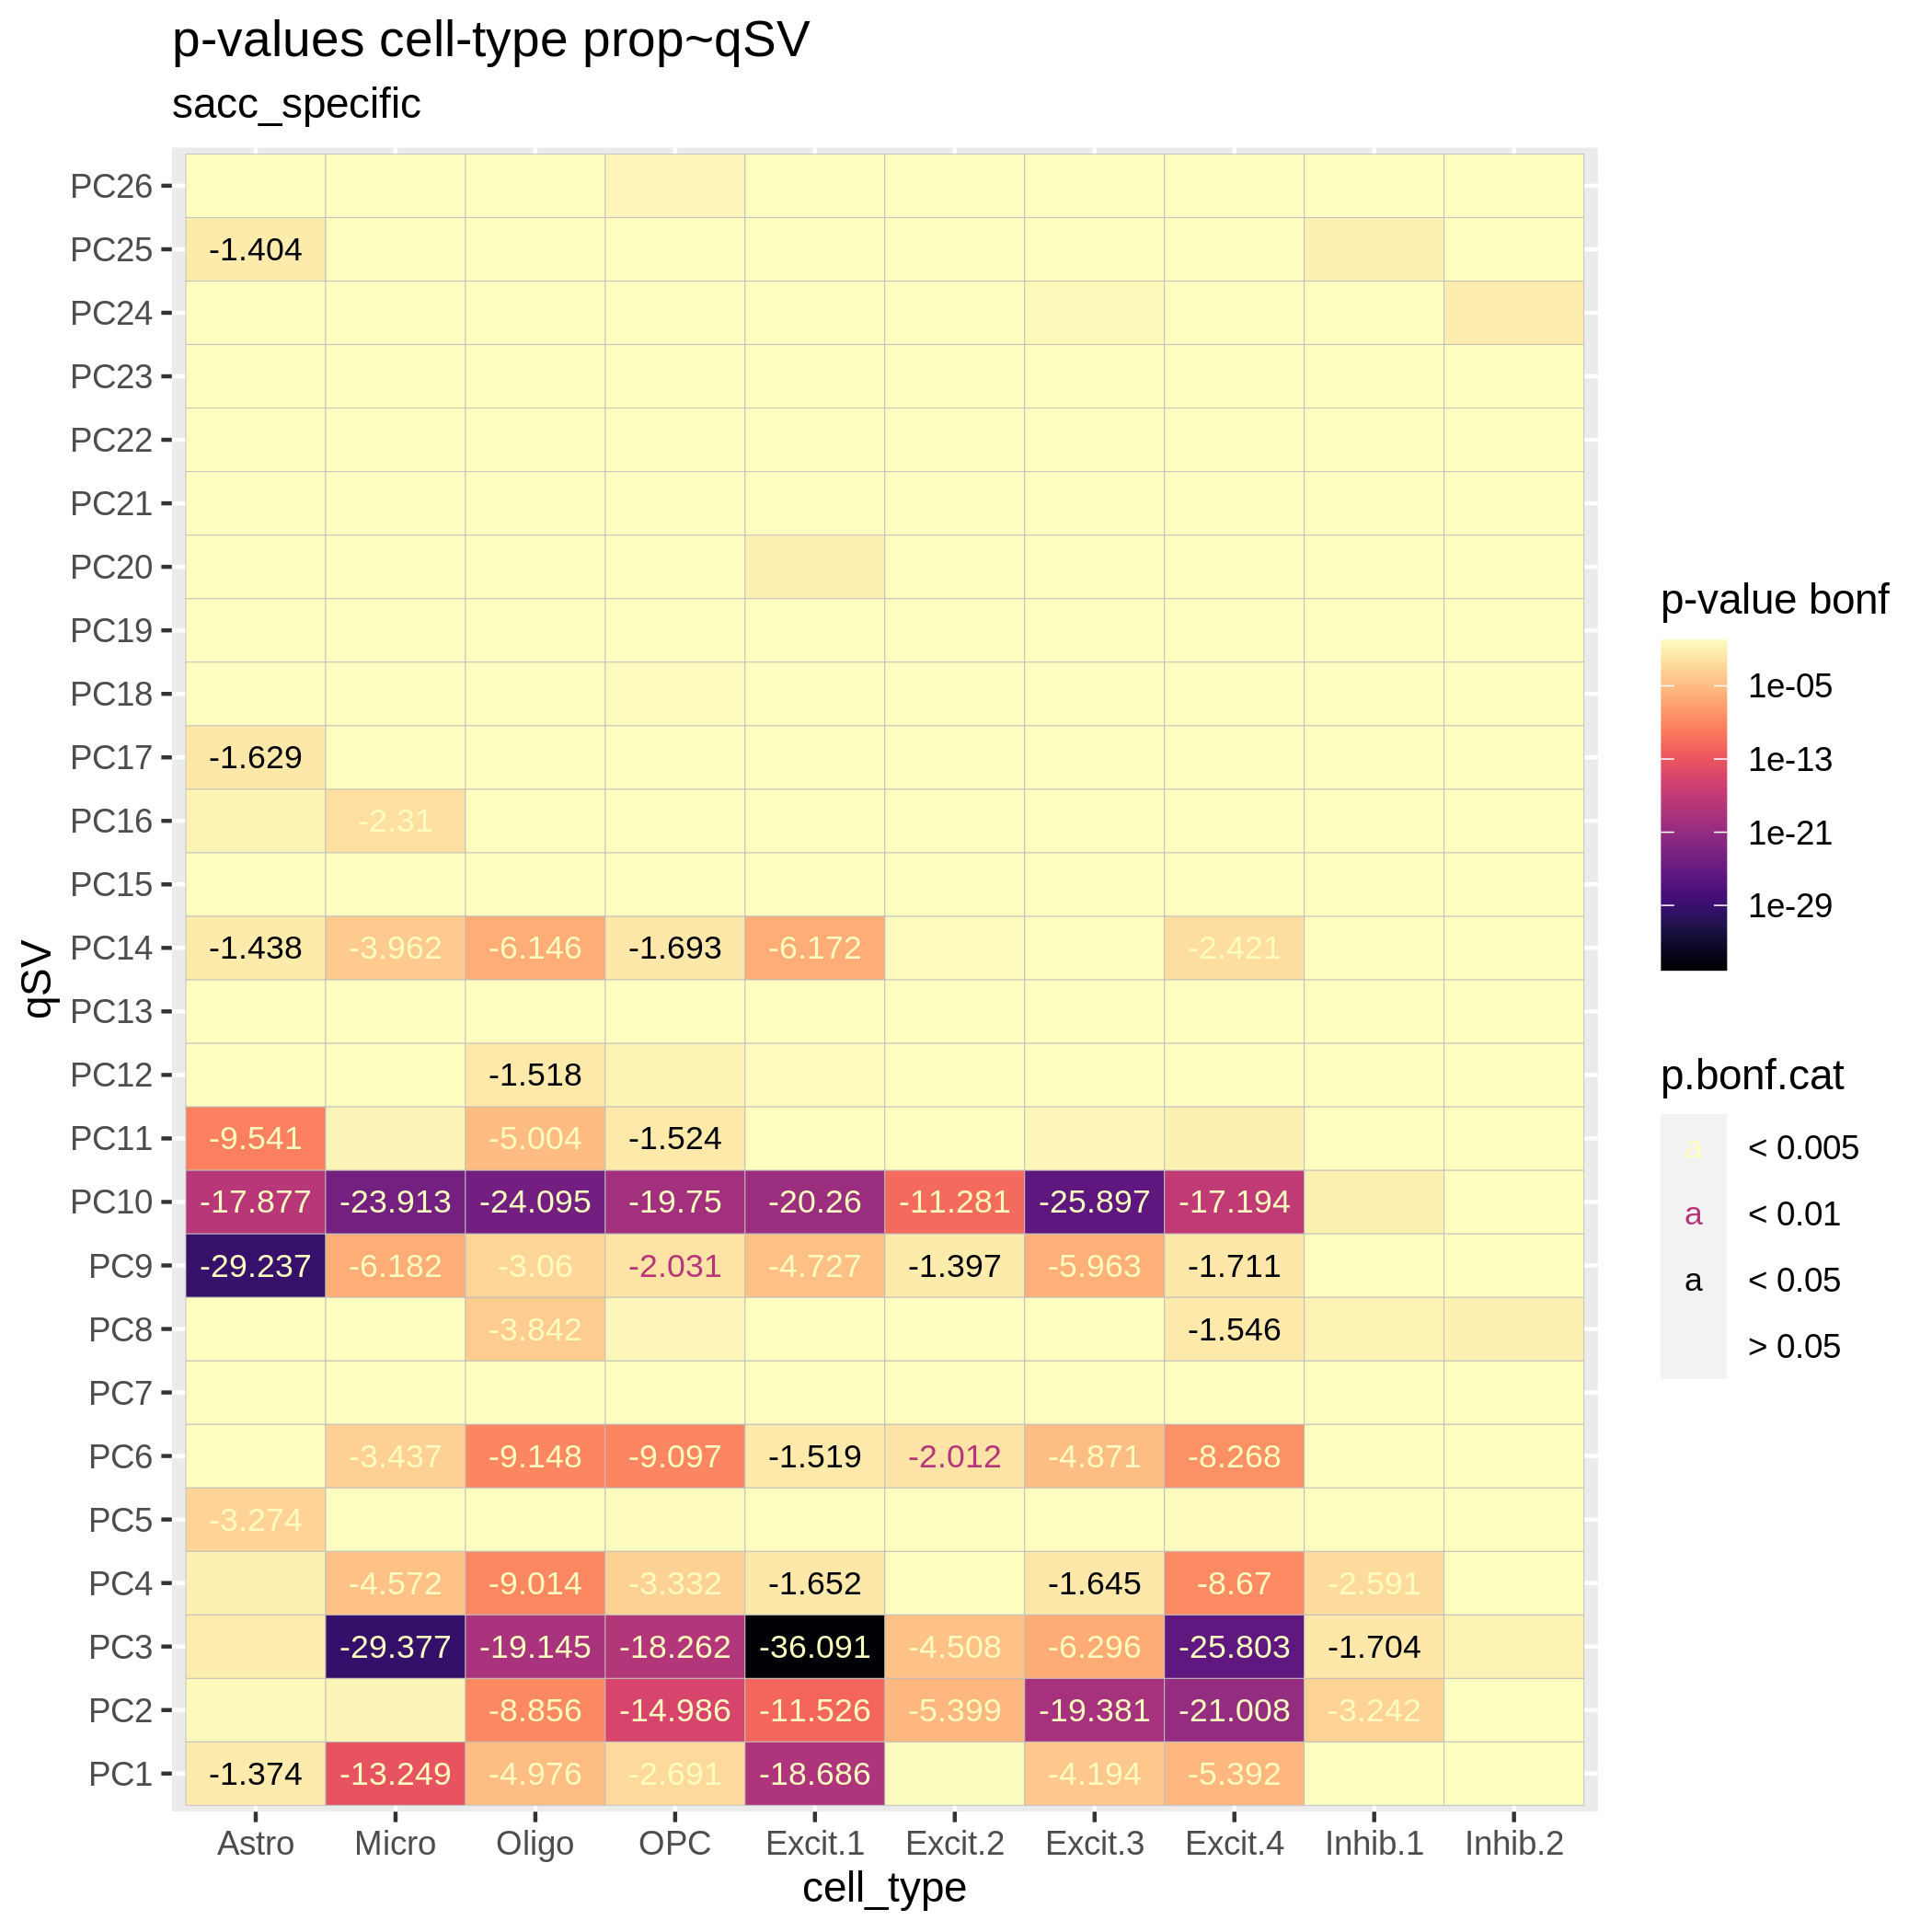 p-values cell-type prop~qSV
sacc_specific
PC26
PC25 -1.404
PC24
PC23
PC22
PC21
PC20
PC19
PC18
PC17 -1.629
PC16 -2.31
PC15
PC14 -1.438 -3.962 -6.146 -1.693 -6.172 -2.421
PC13
PC12 -1.518
PC11 -9.541 -5.004 -1.524
PC10 -17.877 -23.913 -24.095 -19.75 -20.26 -11.281 -25.897 -17.194
PC9 -29.237 -6.182 -3.06 -2.031 -4.727 -1.397 -5.963 -1.711
PC8 -3.842 -1.546
PC7
PC6 -3.437 -9.148 -9.097 -1.519 -2.012 -4.871 -8.268
PC5 -3.274
PC4 -4.572 -9.014 -3.332 -1.652 -1.645 -8.67 -2.591
PC3 -29.377 -19.145 -18.262 -36.091 -4.508 -6.296 -25.803 -1.704
PC2 -8.856 -14.986 -11.526 -5.399 -19.381 -21.008 -3.242
PC1 -1.374 -13.249 -4.976 -2.691 -18.686 -4.194 -5.392
Astro Micro Oligo OPC Excit.1 Excit.2 Excit.3 Excit.4 Inhib.1 Inhib.2
cell_type
qSV
p-value bonf
1e-05
1e-13
1e-21
1e-29
p.bonf.cat
a < 0.005
a < 0.01
a < 0.05
> 0.05